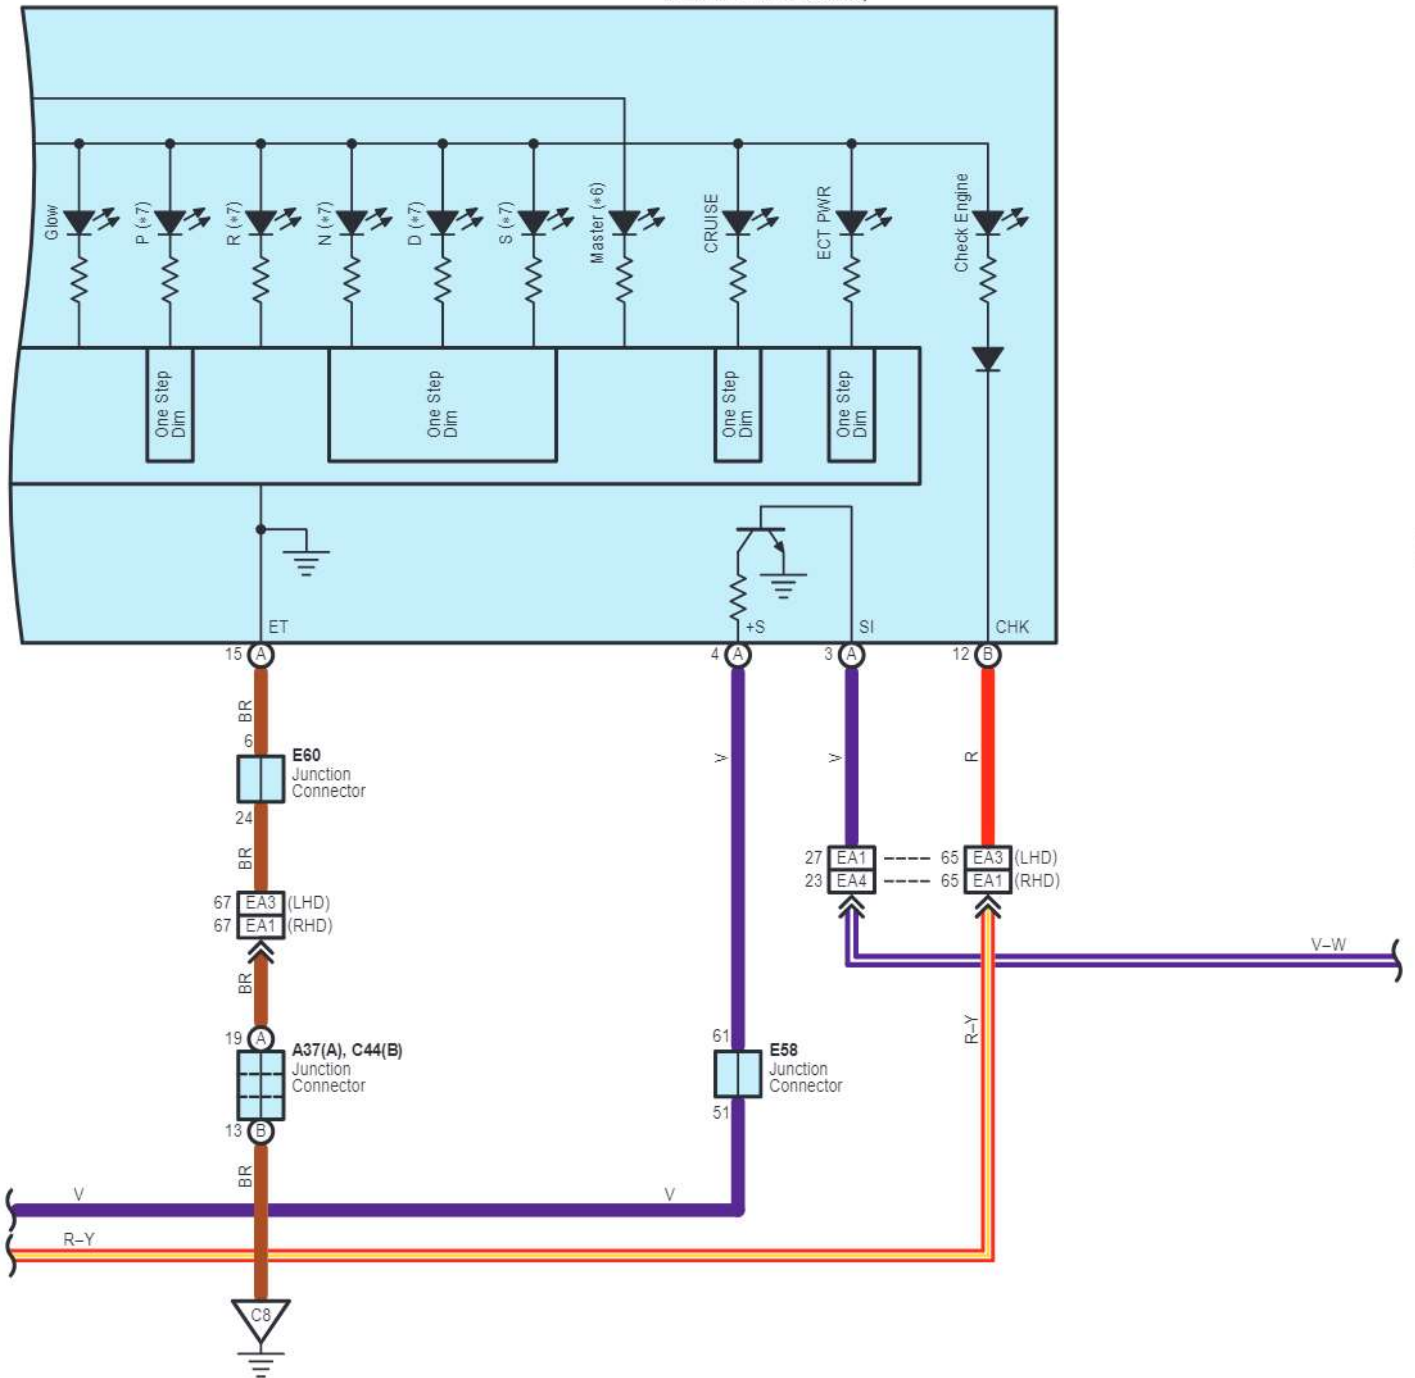 Glow
P (*7)
R (*7)
N (*7)
D (*7)
S (*7)
Master (*6)
CRUISE
ECT PWR
Check Engine
One Step
Dim
One Step
Dim
One Step
Dim
One Step
Dim
ET
+S
SI
CHK
15 A
4 A
3 A
12 B
BR
6
E60
Junction
Connector
V
V
R
24
BR
27 EA1
65 EA3 (LHD)
23 EA4
65 EA1 (RHD)
67 EA3 (LHD)
67 EA1 (RHD)
V–W
BR
R–Y
19 A
A37(A), C44(B)
Junction
Connector
61
E58
Junction
Connector
51
13 B
BR
V
V
R–Y
C8